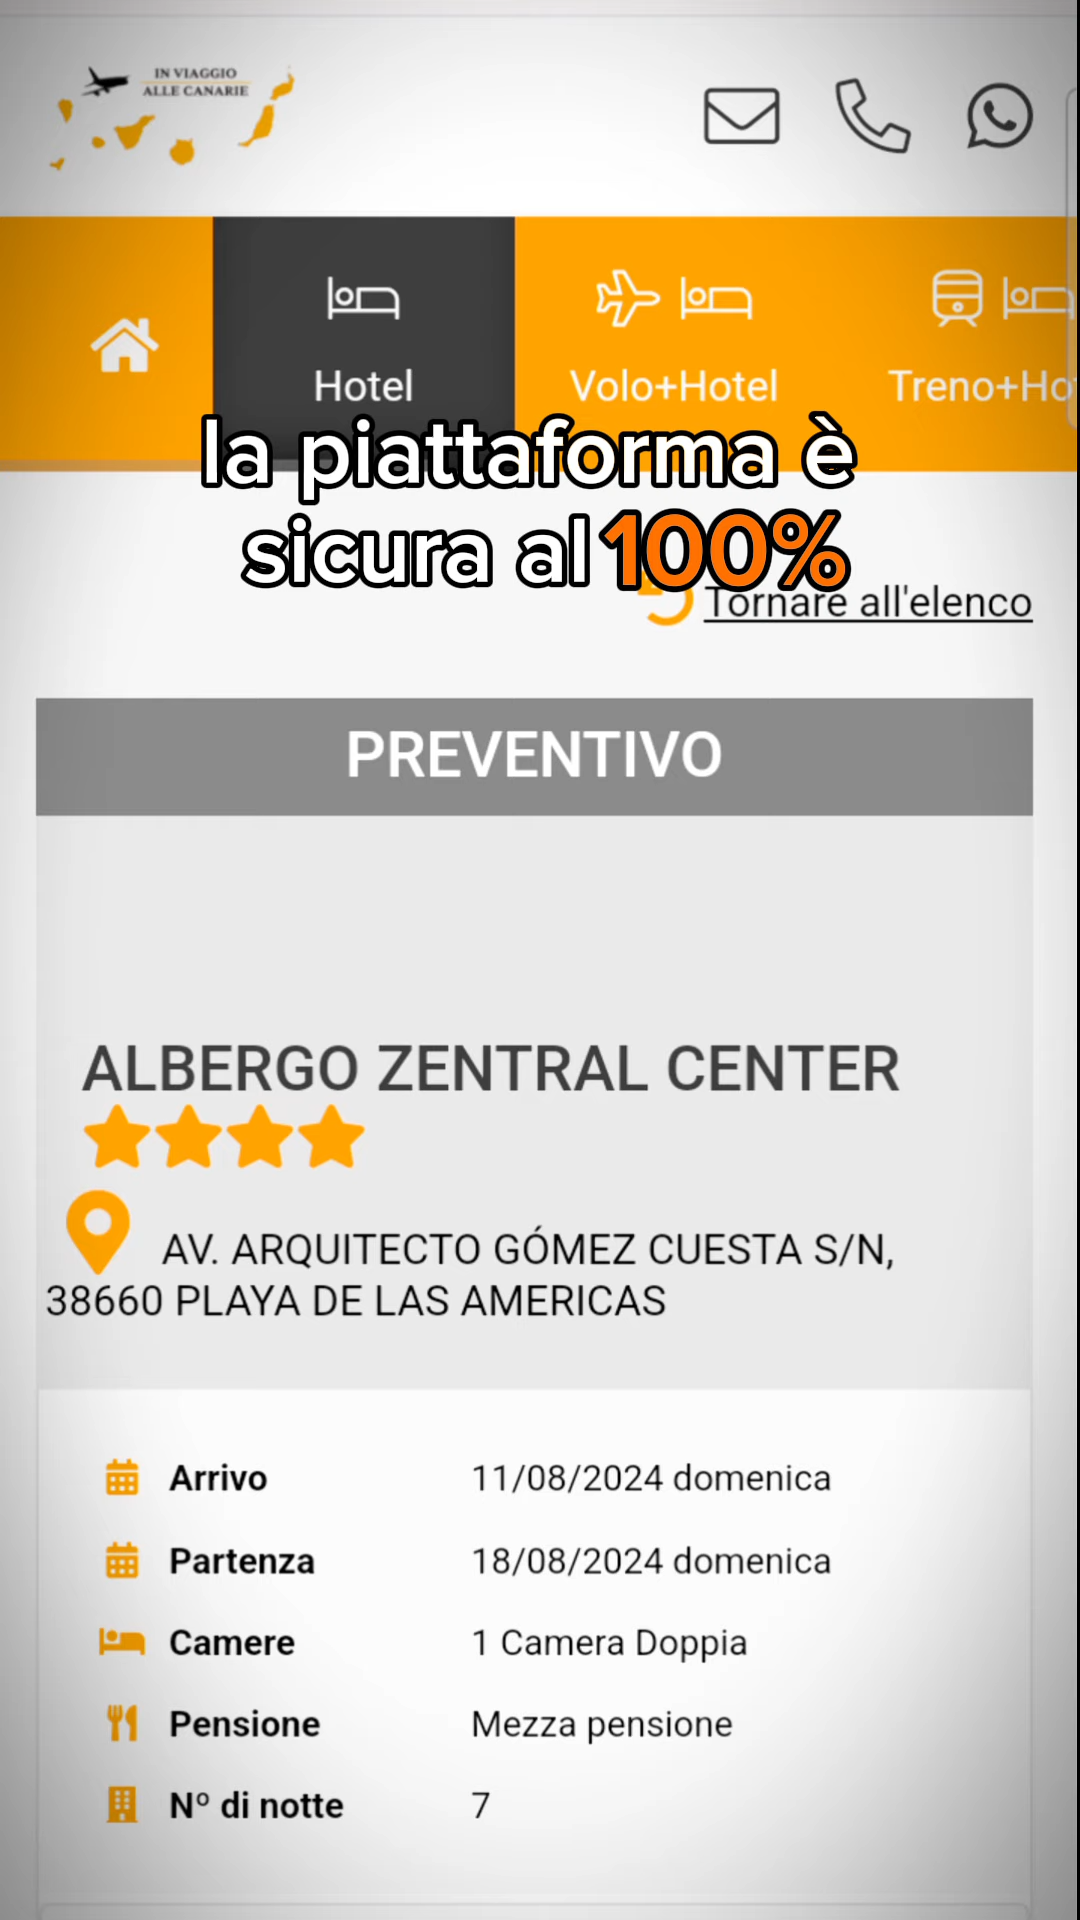 IN VIAGGIO
ALLE CANARIE
Hotel
Volo+Hotel
Treno+Ho
la piattaforma è
sicura al 100%
Tornare all'elenco
PREVENTIVO
ALBERGO ZENTRAL CENTER
AV. ARQUITECTO GÓMEZ CUESTA S/N,
38660 PLAYA DE LAS AMERICAS
Arrivo 11/08/2024 domenica
Partenza 18/08/2024 domenica
Camere 1 Camera Doppia
Pensione Mezza pensione
Nº di notte 7